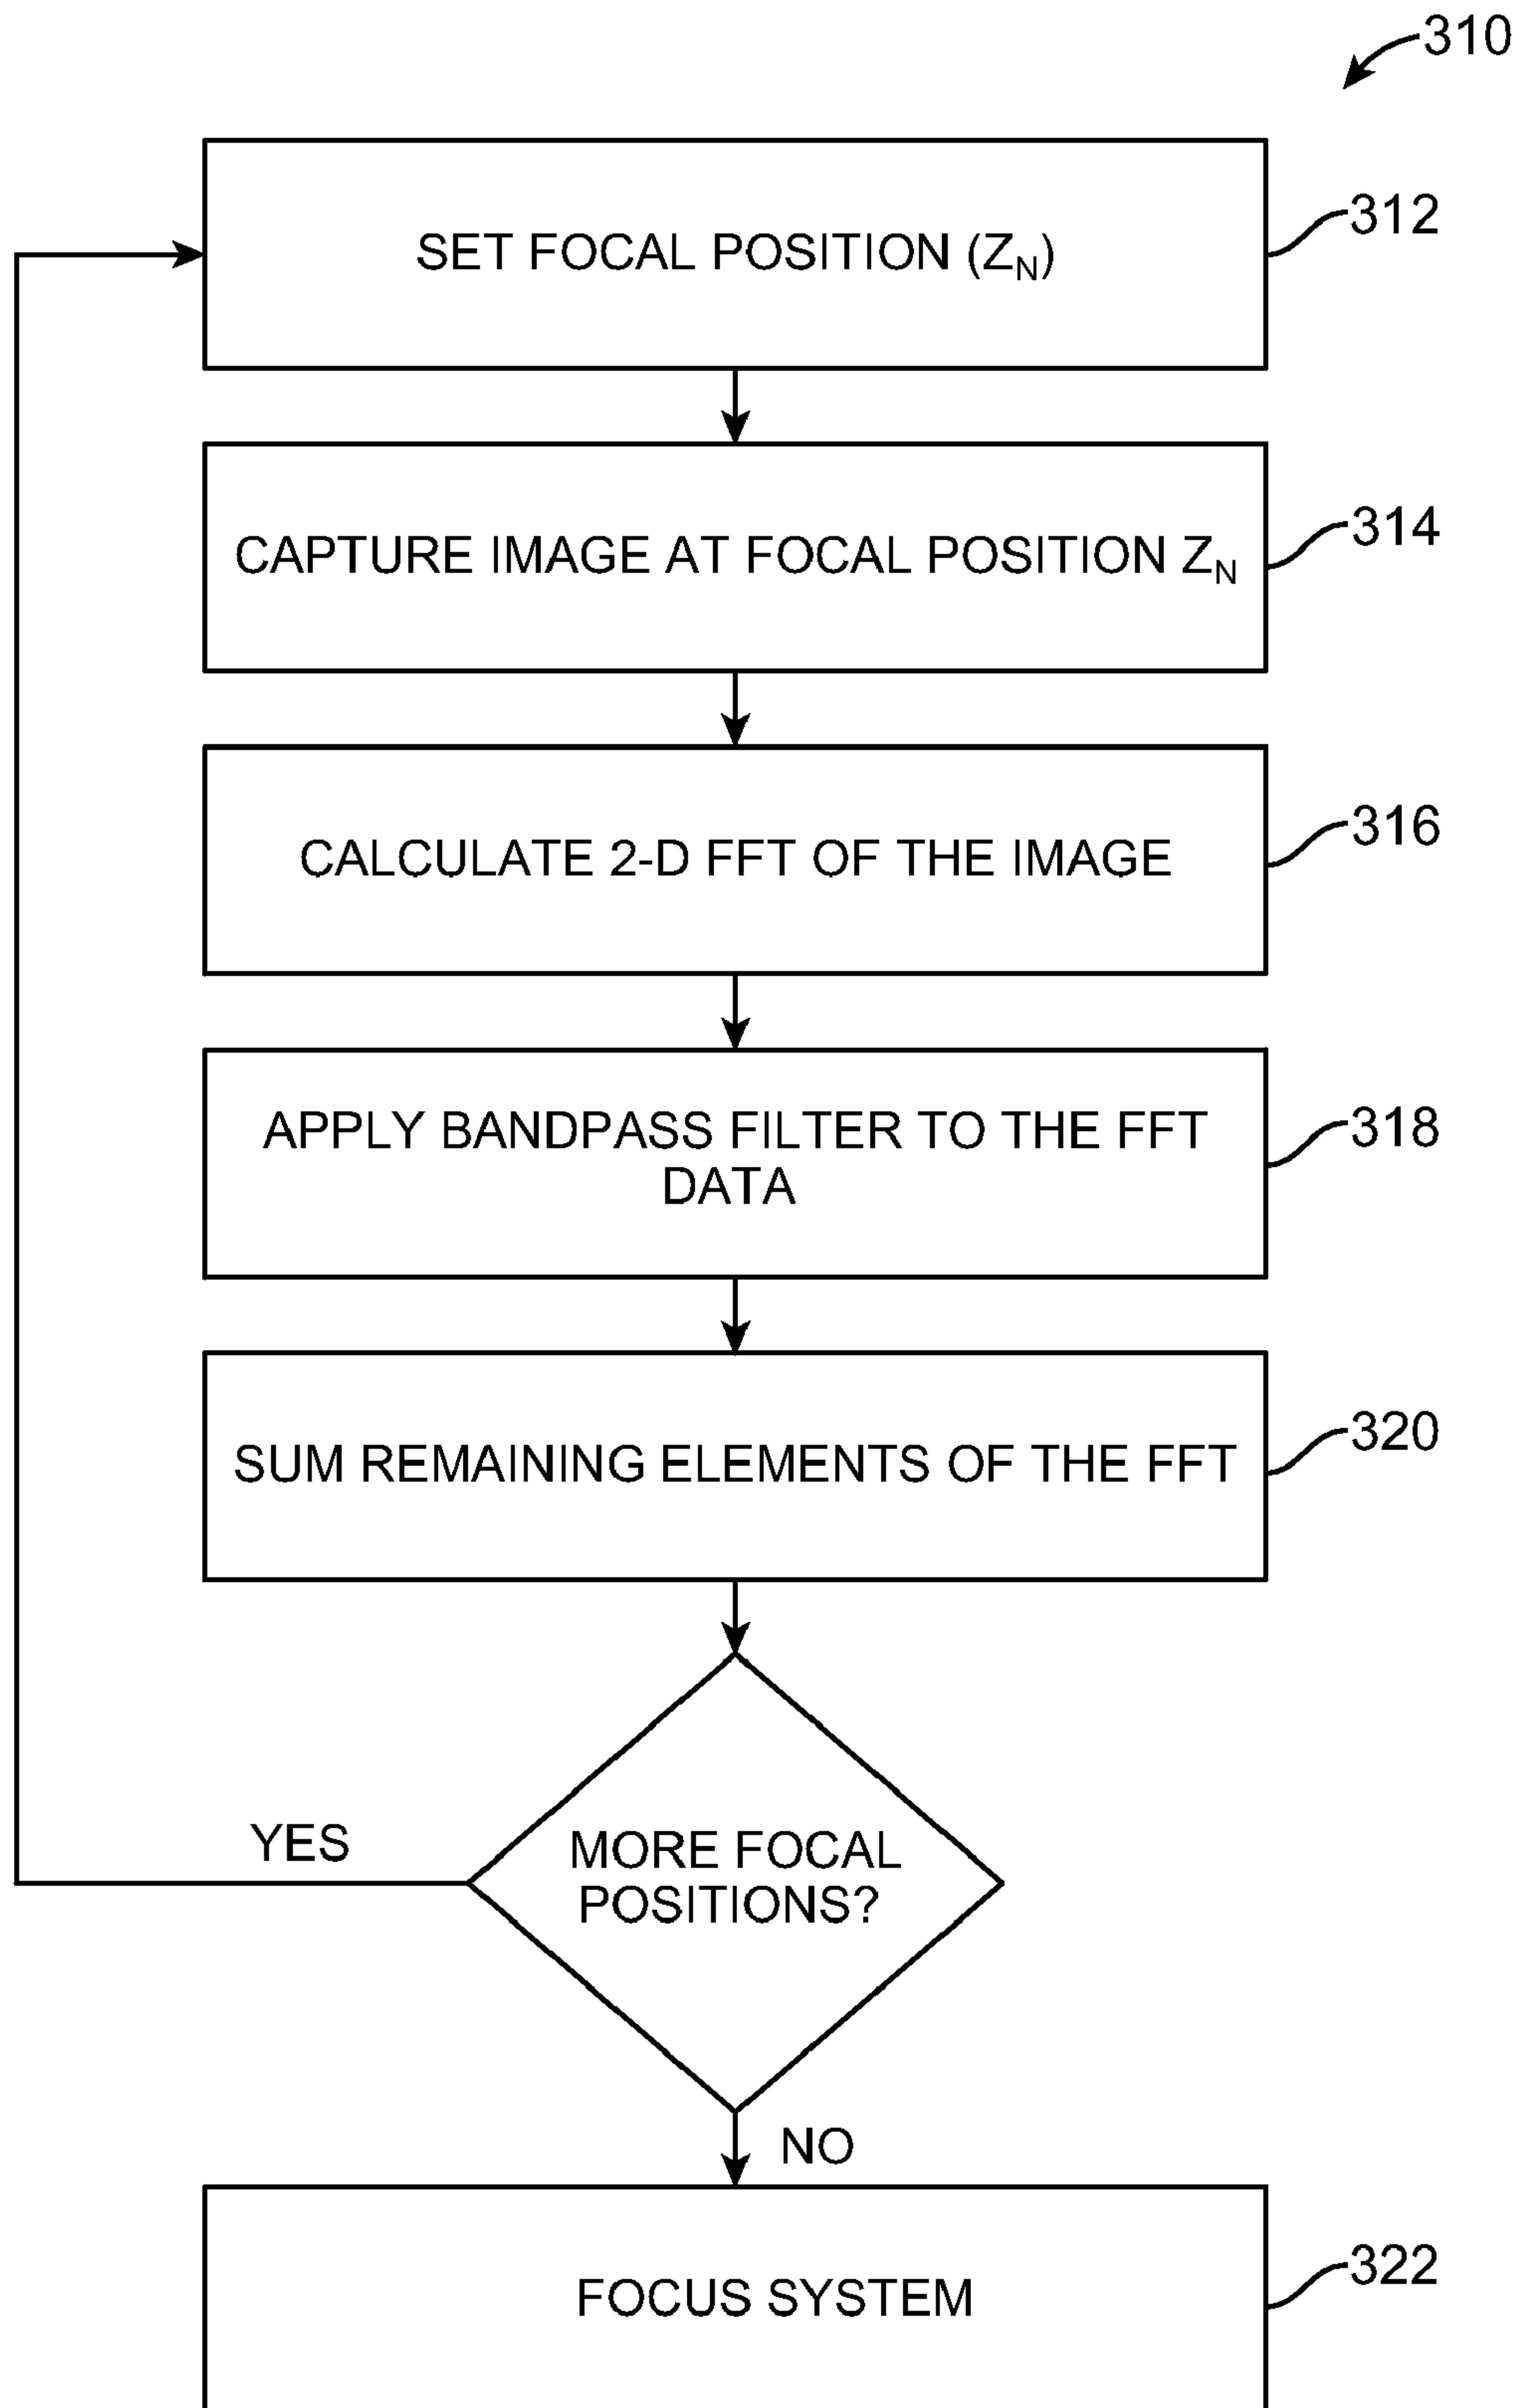 310
SET FOCAL POSITION (ZN)
312
CAPTURE IMAGE AT FOCAL POSITION ZN
314
CALCULATE 2-D FFT OF THE IMAGE
316
APPLY BANDPASS FILTER TO THE FFT
DATA
318
SUM REMAINING ELEMENTS OF THE FFT
320
YES
MORE FOCAL
POSITIONS?
NO
FOCUS SYSTEM
322